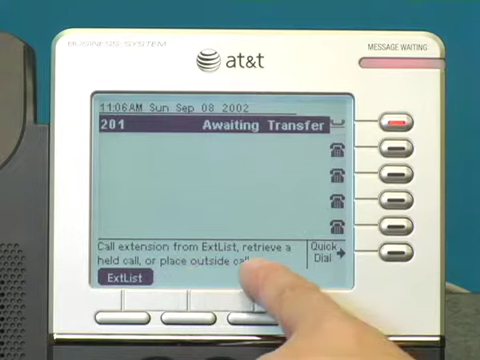 BUSINESS SYSTEM
MESSAGE WAITING
at&t
11:06AM Sun Sep 08 2002
201 Awaiting Transfer
Call extension from ExtList, retrieve a
held call, or place outside call
Quick
Dial
ExtList